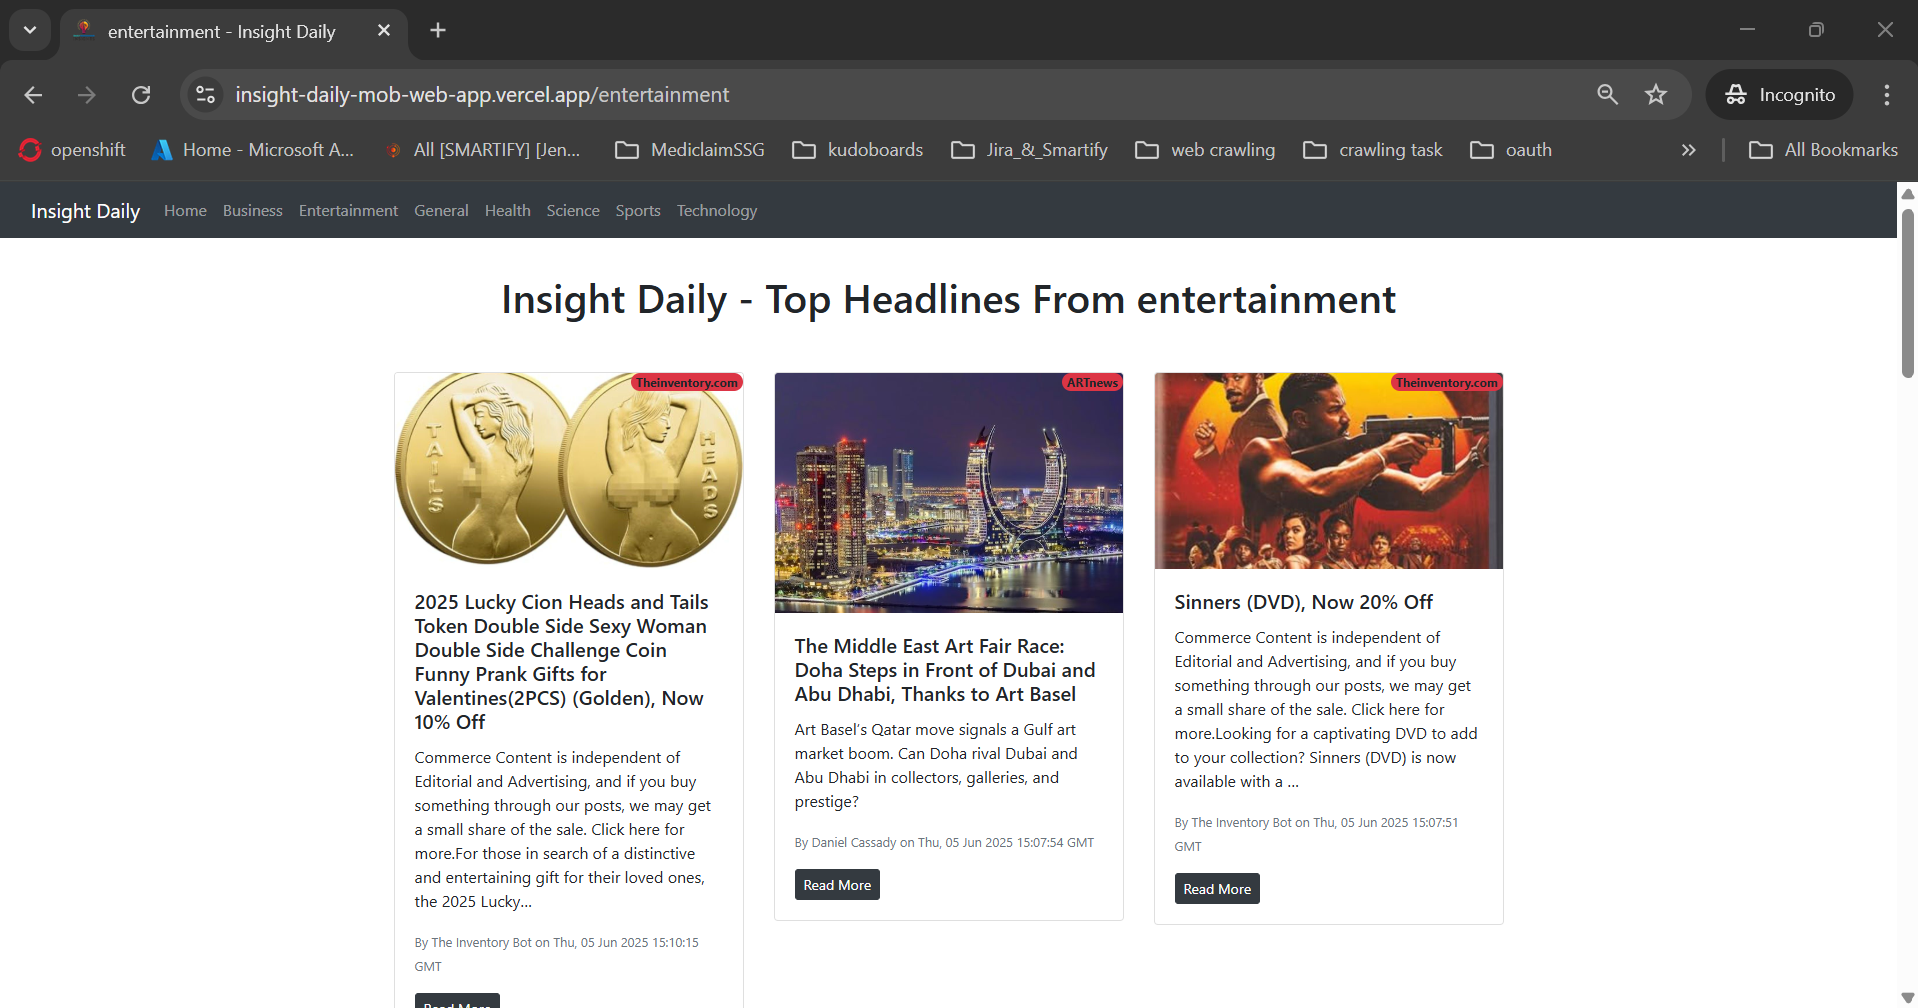 entertainment - Insight Daily
insight-daily-mob-web-app.vercel.app/entertainment
Incognito
openshift
Home - Microsoft A...
All [SMARTIFY] [Jen...
MediclaimSSG
kudoboards
Jira_&_Smartify
web crawling
crawling task
oauth
All Bookmarks
Insight Daily
Home
Business
Entertainment
General
Health
Science
Sports
Technology
Insight Daily - Top Headlines From entertainment
Theinventory.com
TAILS
HEADS
2025 Lucky Cion Heads and Tails
Token Double Side Sexy Woman
Double Side Challenge Coin
Funny Prank Gifts for
Valentines(2PCS) (Golden), Now
10% Off
Commerce Content is independent of
Editorial and Advertising, and if you buy
something through our posts, we may get
a small share of the sale. Click here for
more.For those in search of a distinctive
and entertaining gift for their loved ones,
the 2025 Lucky...
By The Inventory Bot on Thu, 05 Jun 2025 15:10:15
GMT
Read More
ARTnews
The Middle East Art Fair Race:
Doha Steps in Front of Dubai and
Abu Dhabi, Thanks to Art Basel
Art Basel's Qatar move signals a Gulf art
market boom. Can Doha rival Dubai and
Abu Dhabi in collectors, galleries, and
prestige?
By Daniel Cassady on Thu, 05 Jun 2025 15:07:54 GMT
Read More
Theinventory.com
Sinners (DVD), Now 20% Off
Commerce Content is independent of
Editorial and Advertising, and if you buy
something through our posts, we may get
a small share of the sale. Click here for
more.Looking for a captivating DVD to add
to your collection? Sinners (DVD) is now
available with a ...
By The Inventory Bot on Thu, 05 Jun 2025 15:07:51
GMT
Read More